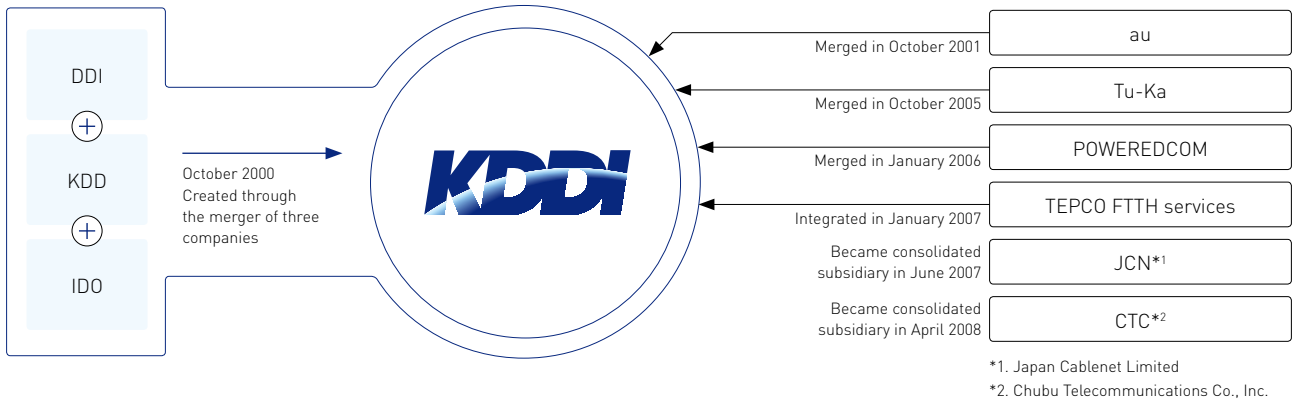 DDI
+
KDD
+
IDO
October 2000
Created through
the merger of three
companies
KDDI
Merged in October 2001
au
Merged in October 2005
Tu-Ka
Merged in January 2006
POWEREDCOM
Integrated in January 2007
TEPCO FTTH services
Became consolidated
subsidiary in June 2007
JCN*1
Became consolidated
subsidiary in April 2008
CTC*2
*1. Japan Cablenet Limited
*2. Chubu Telecommunications Co., Inc.